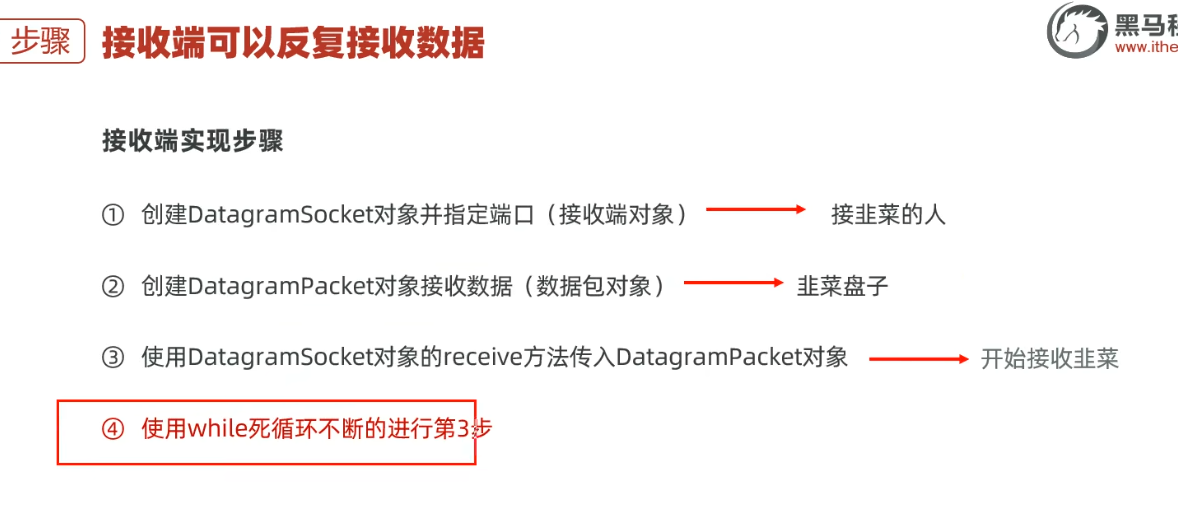 步骤
接收端可以反复接收数据
黑马
www.ithe
接收端实现步骤
① 创建DatagramSocket对象并指定端口（接收端对象）
接韭菜的人
② 创建DatagramPacket对象接收数据（数据包对象）
韭菜盘子
③ 使用DatagramSocket对象的receive方法传入DatagramPacket对象
开始接收韭菜
④ 使用while死循环不断的进行第3步